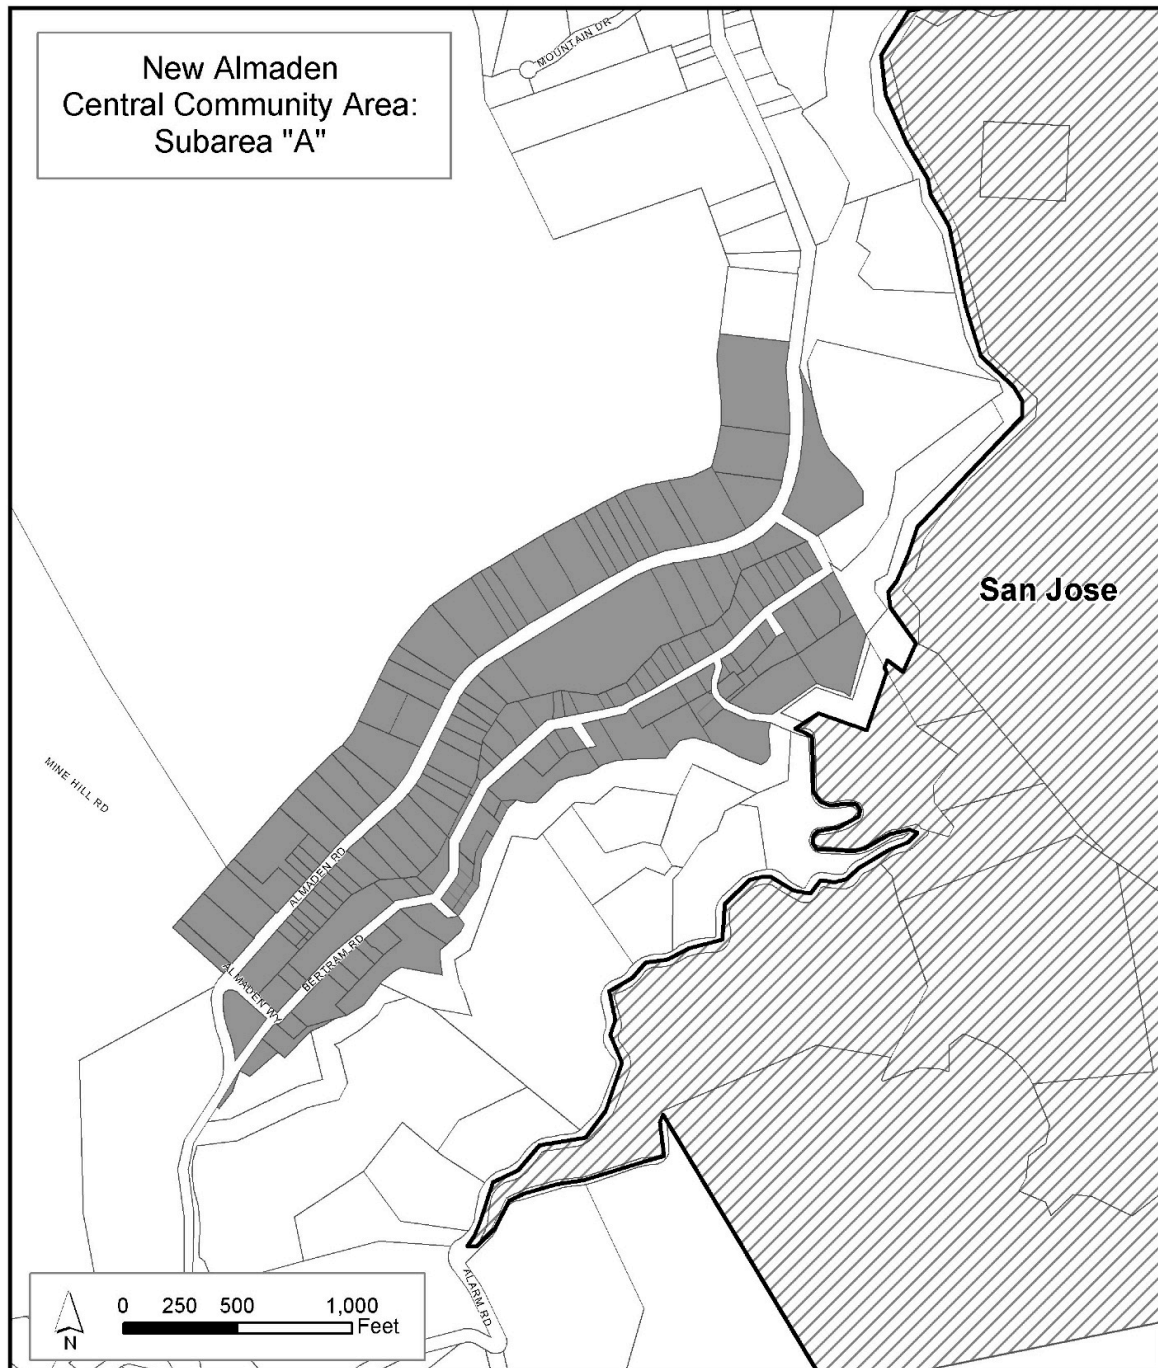 New Almaden
Central Community Area:
Subarea "A"
MOUNTAIN DR
San Jose
MINE HILL RD
ALMADEN RD
BERTRAM RD
ALMADEN WY
ALARM RD
0 250 500 1,000
Feet
N